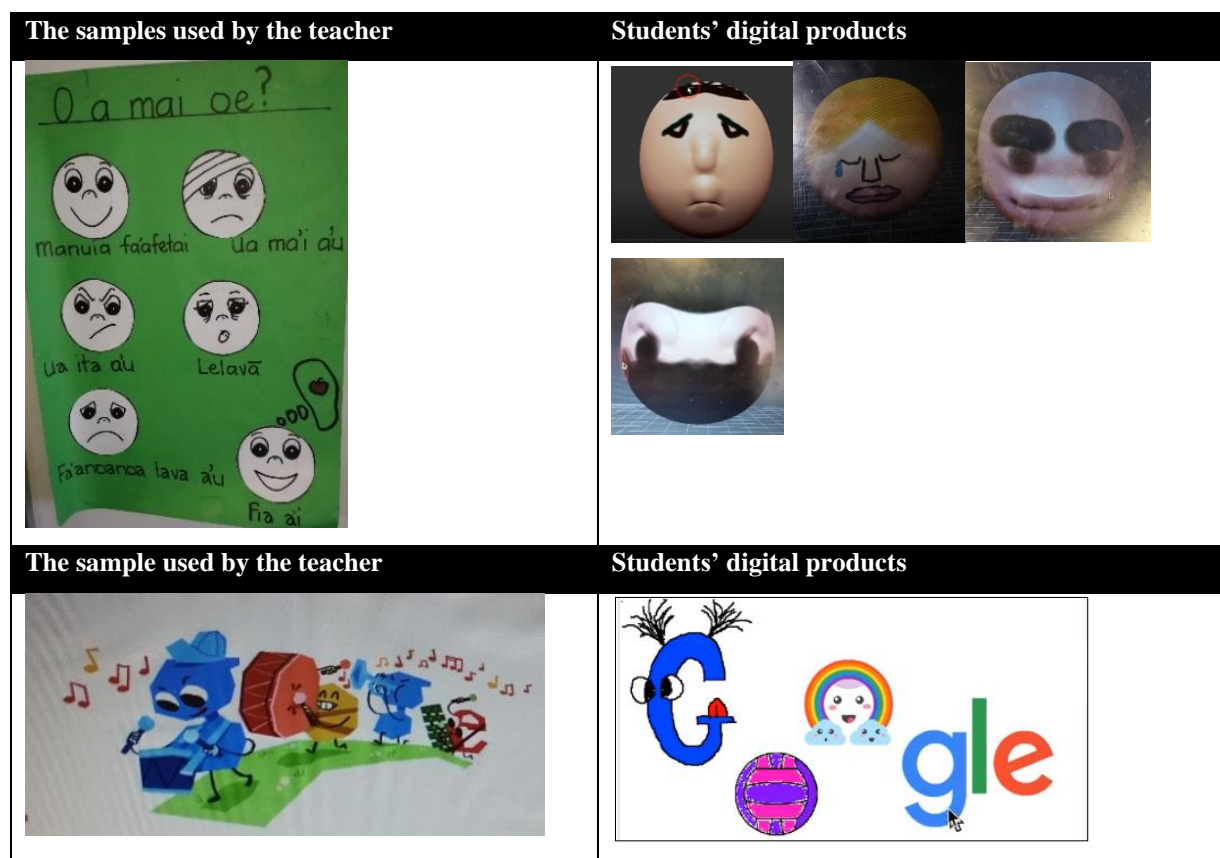 The samples used by the teacher
Students' digital products
O a mai oe?
Manuia fa'afetai
Ua ma'i a'u
Ua ita a'u
Lelavā
Fa'anoanoa lava a'u
Fia a'i
The sample used by the teacher
Students' digital products
G gle